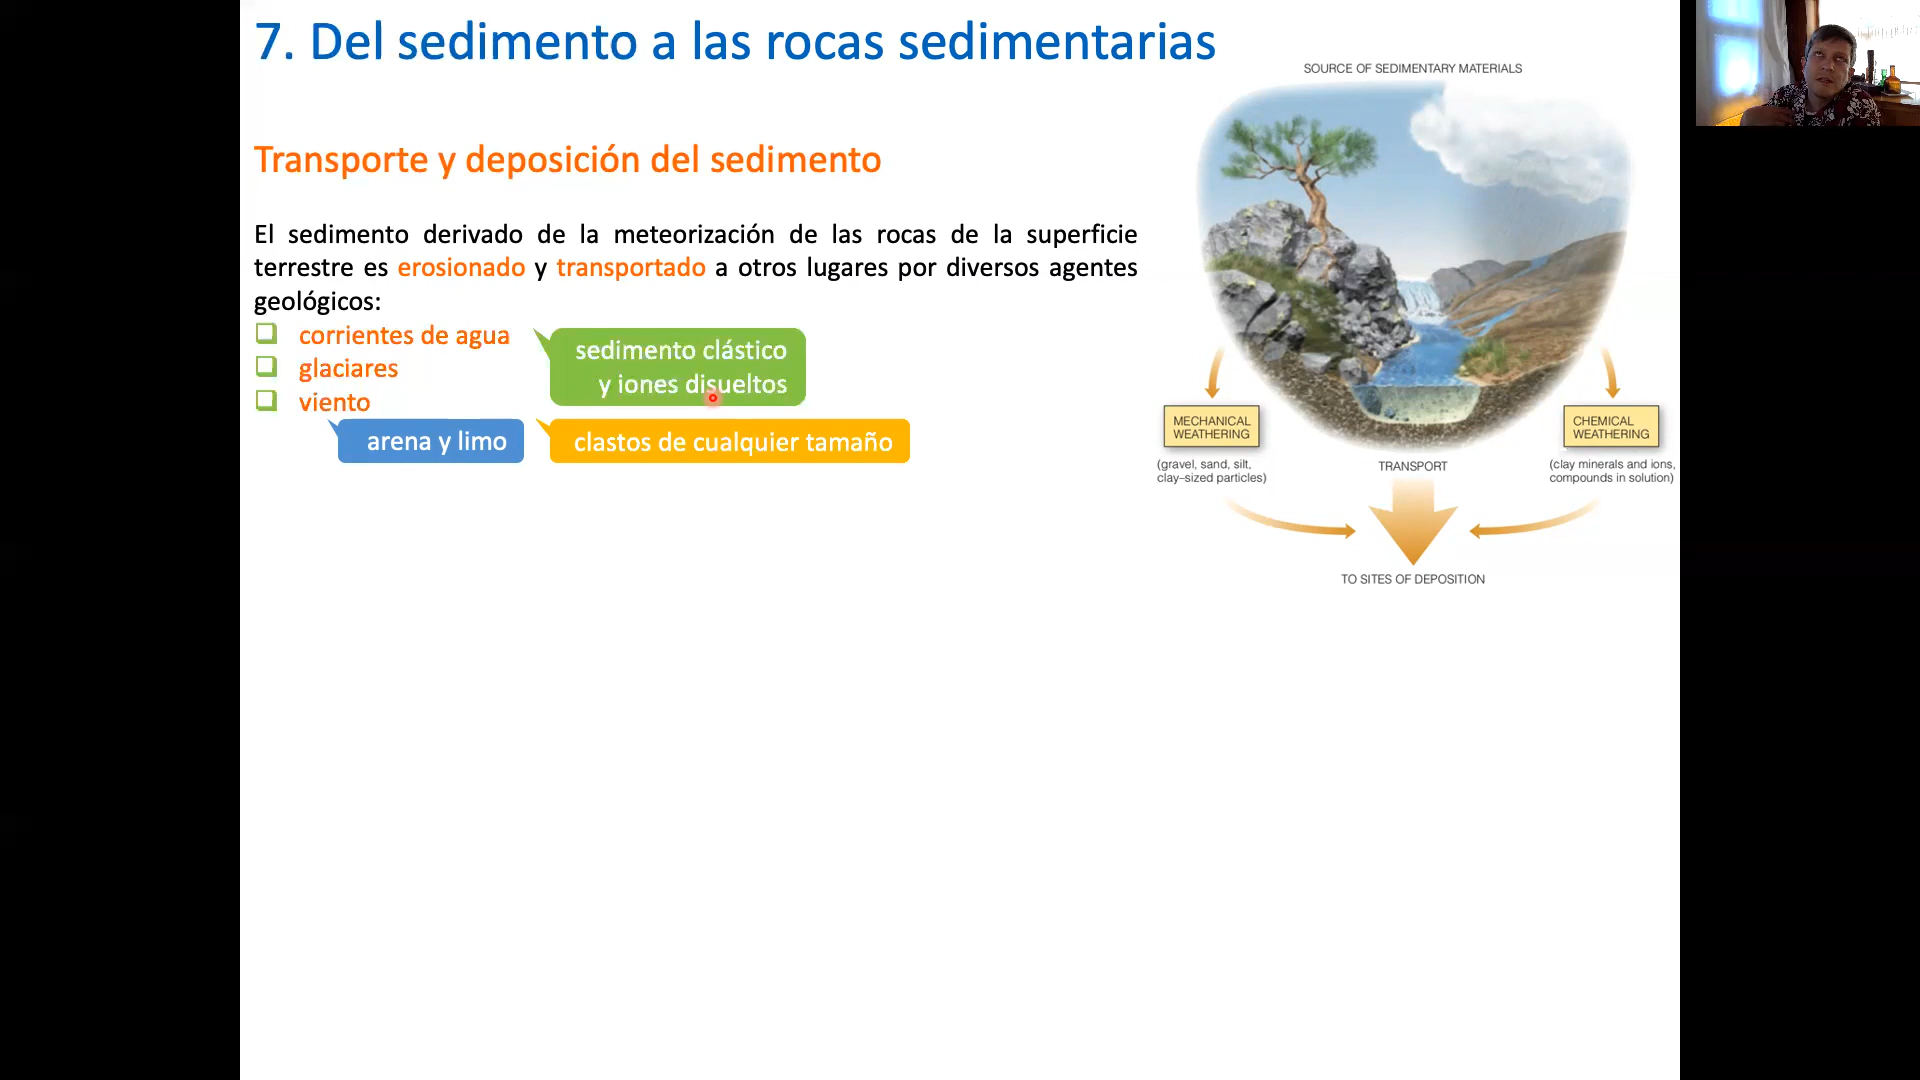 7. Del sedimento a las rocas sedimentarias
Transporte y deposición del sedimento
El sedimento derivado de la meteorización de las rocas de la superficie
terrestre es erosionado y transportado a otros lugares por diversos agentes
geológicos:
corrientes de agua
glaciares
viento
sedimento clástico
y iones disueltos
arena y limo
clastos de cualquier tamaño
SOURCE OF SEDIMENTARY MATERIALS
MECHANICAL
WEATHERING
(gravel, sand, silt,
clay–sized particles)
CHEMICAL
WEATHERING
(clay minerals and ions,
compounds in solution)
TRANSPORT
TO SITES OF DEPOSITION